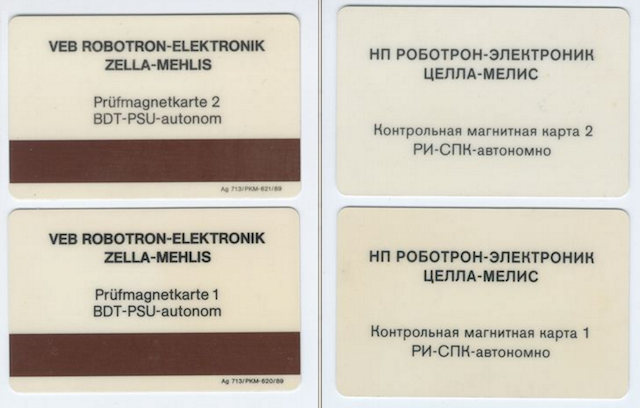 VEB ROBOTRON-ELEKTRONIK
ZELLA-MEHLIS
Prüfmagnetkarte 2
BDT-PSU-autonom
Ag 713/PKM-621/89
НП РОБОТРОН-ЭЛЕКТРОНИК
ЦЕЛЛА-МЕЛИС
Контрольная магнитная карта 2
РИ-СПК-автономно
VEB ROBOTRON-ELEKTRONIK
ZELLA-MEHLIS
Prüfmagnetkarte 1
BDT-PSU-autonom
Ag 713/PKM-620/89
НП РОБОТРОН-ЭЛЕКТРОНИК
ЦЕЛЛА-МЕЛИС
Контрольная магнитная карта 1
РИ-СПК-автономно